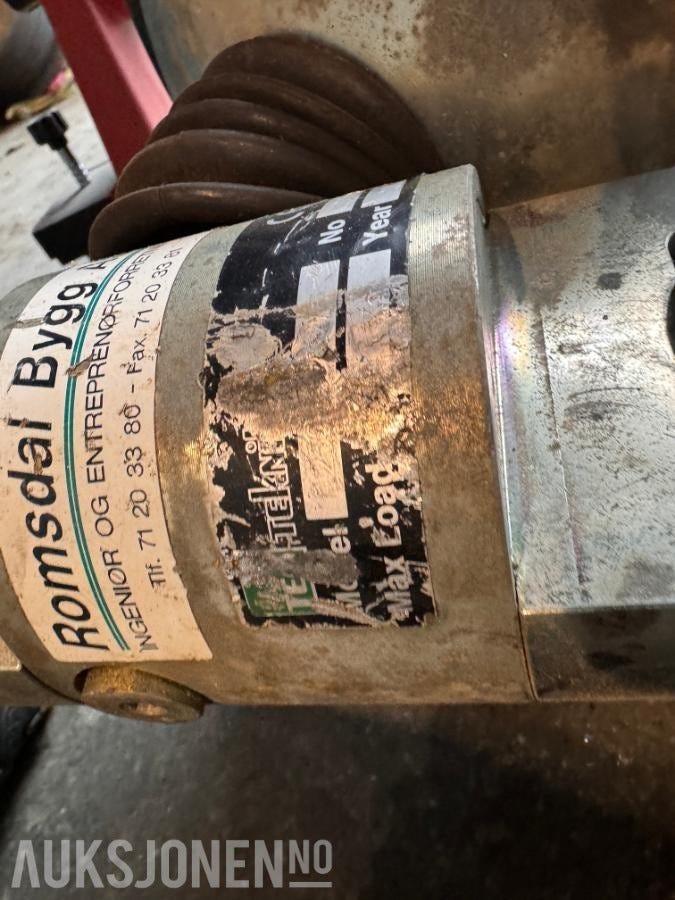 Romsdal Bygg A
INGENIØR OG ENTREPRENØRFORRE
Tlf. 71 20 33 80 - Fax. 71 20 33 81
No
Year
Max Load
AUKSJONEN.NO